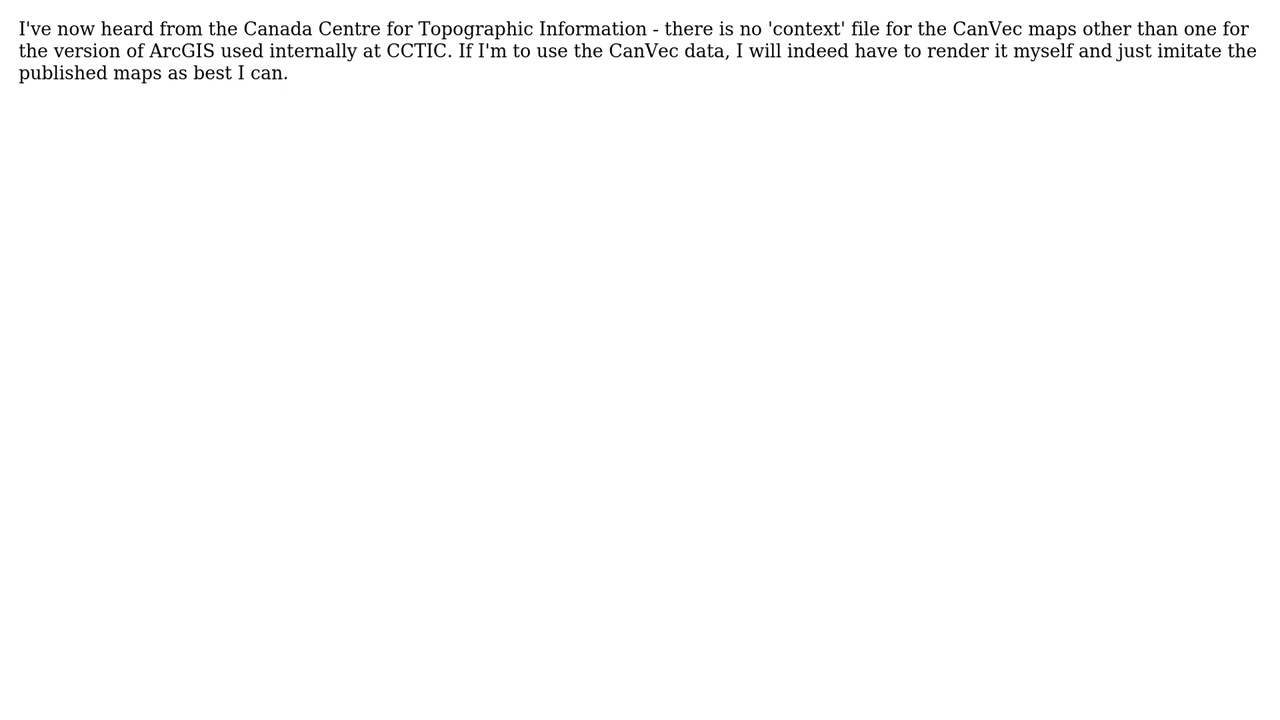 I've now heard from the Canada Centre for Topographic Information - there is no 'context' file for the CanVec maps other than one for
the version of ArcGIS used internally at CCTIC. If I'm to use the CanVec data, I will indeed have to render it myself and just imitate the
published maps as best I can.